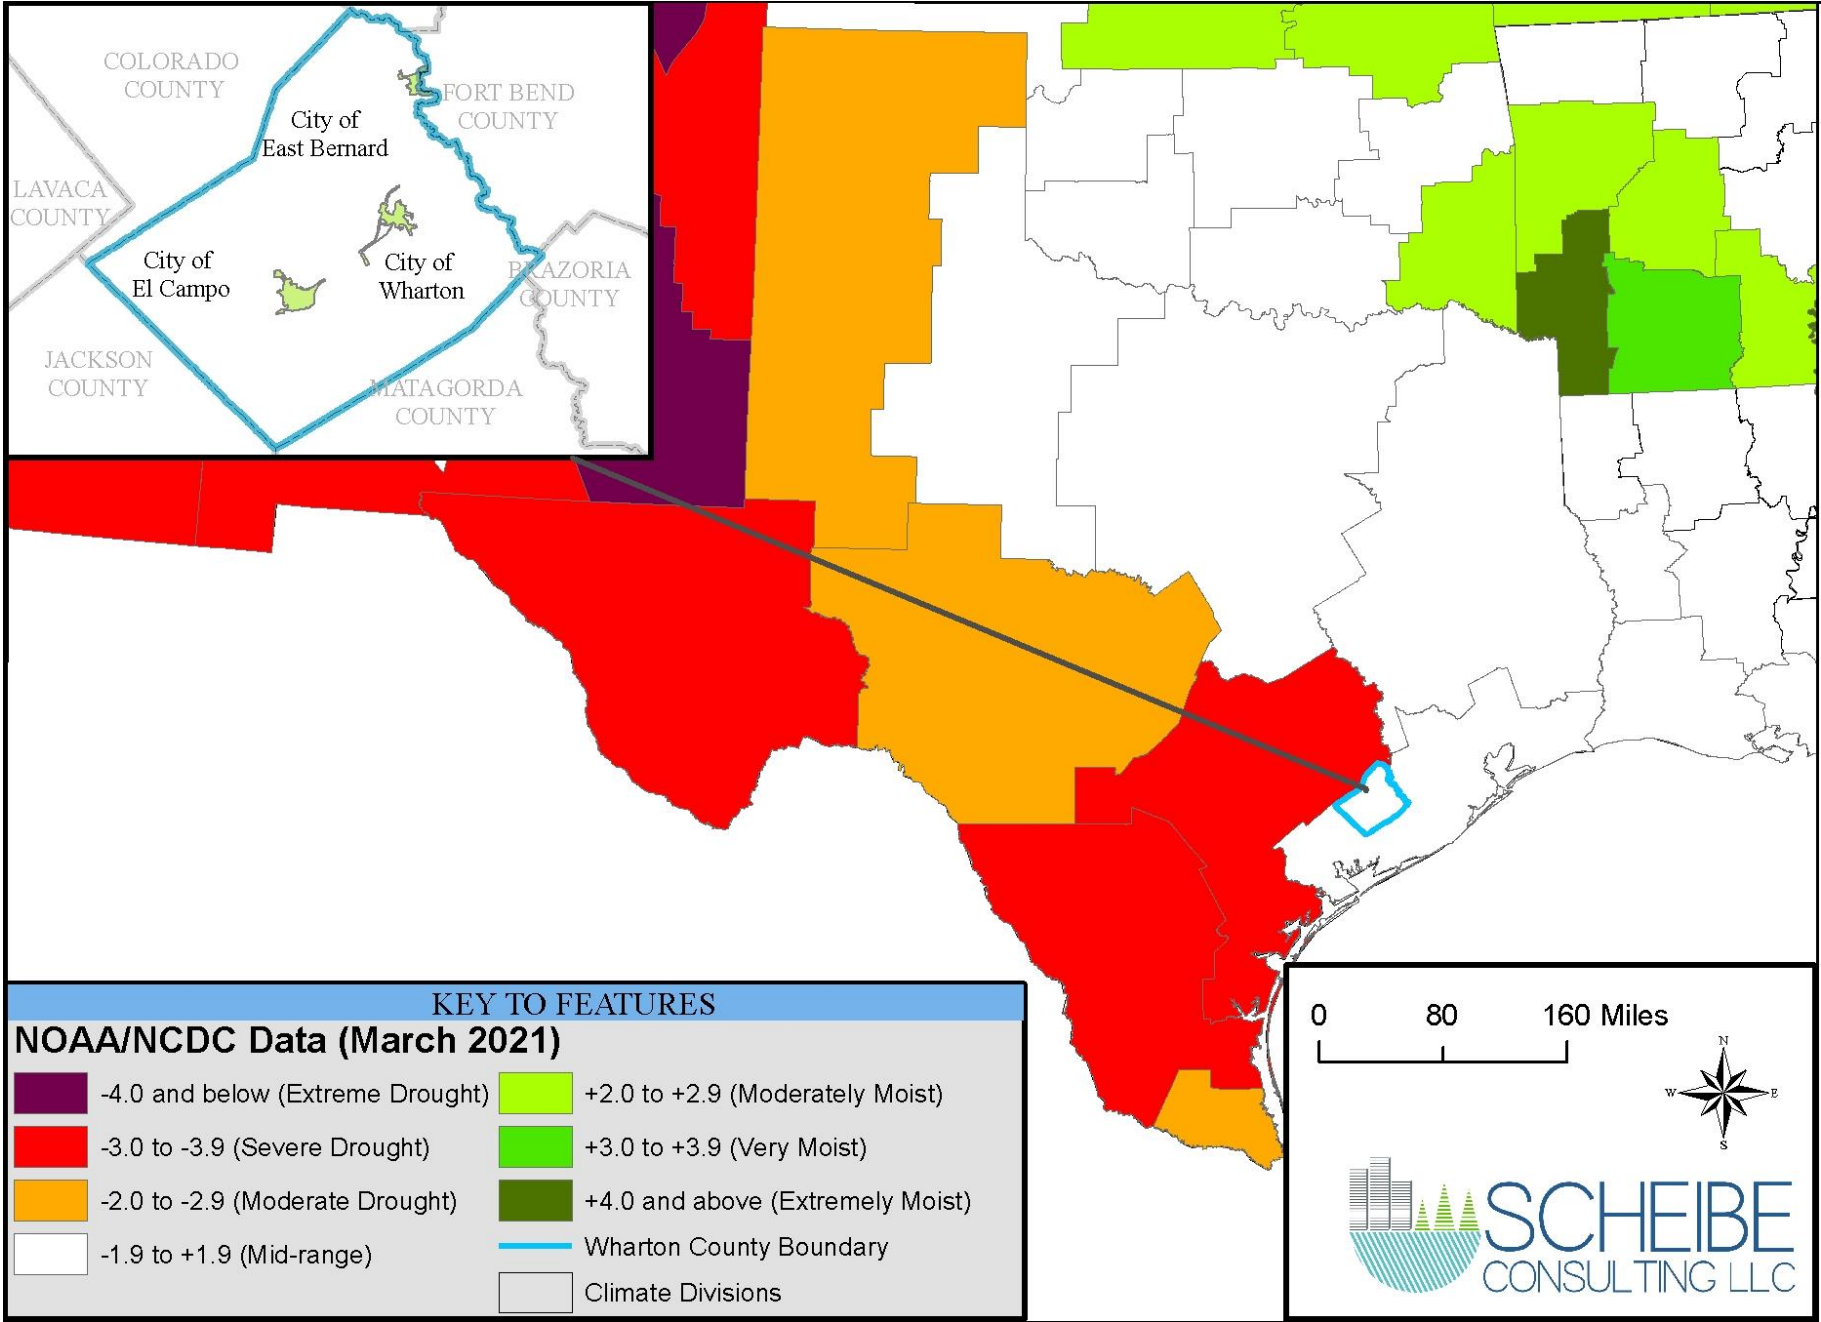 COLORADO
COUNTY
FORT BEND
COUNTY
City of
East Bernard
LAVACA
COUNTY
City of
El Campo
City of
Wharton
BRAZORIA
COUNTY
JACKSON
COUNTY
MATAGORDA
COUNTY
KEY TO FEATURES
NOAA/NCDC Data (March 2021)
-4.0 and below (Extreme Drought)
-3.0 to -3.9 (Severe Drought)
-2.0 to -2.9 (Moderate Drought)
-1.9 to +1.9 (Mid-range)
+2.0 to +2.9 (Moderately Moist)
+3.0 to +3.9 (Very Moist)
+4.0 and above (Extremely Moist)
Wharton County Boundary
Climate Divisions
0 80 160 Miles
N
W E
S
SCHEIBE
CONSULTING LLC